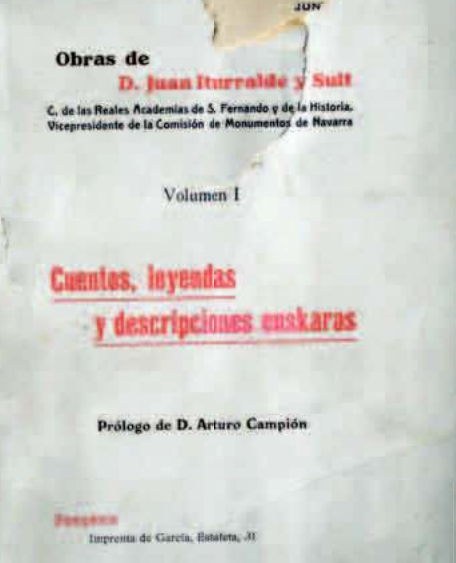 JUN
Obras de
D. Juan Iturralde y Suit
C. de las Reales Academias de S. Fernando y de la Historia,
Vicepresidente de la Comisión de Monumentos de Navarra
Volumen I
Cuentos, leyendas
y descripciones euskaras
Prólogo de D. Arturo Campión
Imprenta de García, Estafeta, 31